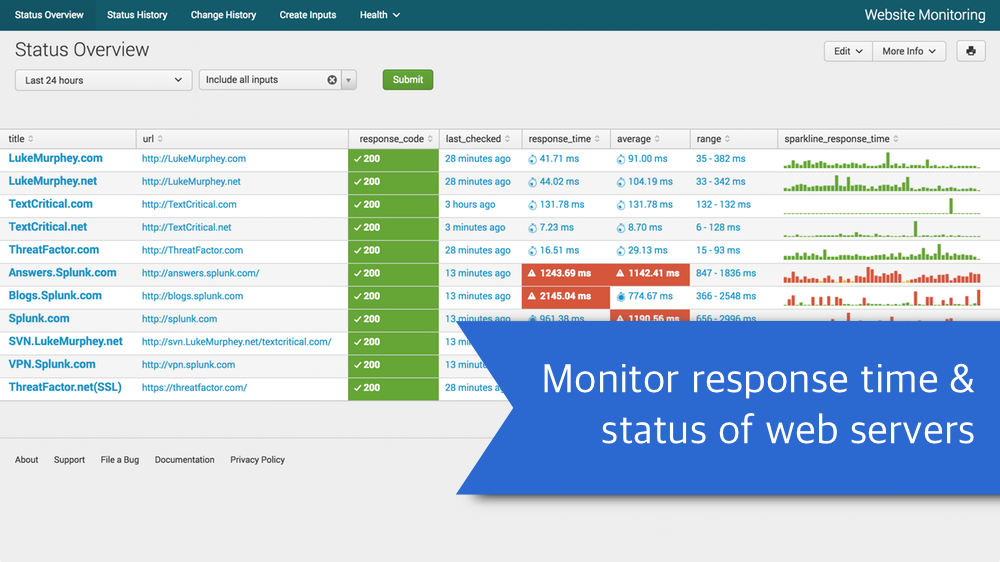 Status Overview Status History Change History Create Inputs Health Website Monitoring
Status Overview Edit More Info
Last 24 hours Include all inputs Submit
title url response_code last_checked response_time average range sparkline_response_time
LukeMurphey.com http://LukeMurphey.com 200 28 minutes ago 41.71 ms 91.00 ms 35 - 382 ms
LukeMurphey.net http://LukeMurphey.net 200 28 minutes ago 44.02 ms 104.19 ms 33 - 342 ms
TextCritical.com http://TextCritical.com 200 3 hours ago 131.78 ms 131.78 ms 132 - 132 ms
TextCritical.net http://TextCritical.net 200 3 minutes ago 7.23 ms 8.70 ms 6 - 128 ms
ThreatFactor.com http://ThreatFactor.com 200 28 minutes ago 16.51 ms 29.13 ms 15 - 93 ms
Answers.Splunk.com http://answers.splunk.com/ 200 13 minutes ago 1243.69 ms 1142.41 ms 847 - 1836 ms
Blogs.Splunk.com http://blogs.splunk.com 200 13 minutes ago 2145.04 ms 774.67 ms 366 - 2548 ms
Splunk.com http://splunk.com 200 13 minutes ago 961.38 ms 1190.56 ms 656 - 2996 ms
SVN.LukeMurphey.net http://svn.LukeMurphey.net/textcritical.com/ 200 13
VPN.Splunk.com http://vpn.splunk.com 200 13
ThreatFactor.net(SSL) https://threatfactor.com/ 200 28 minutes
Monitor response time &
status of web servers
About Support File a Bug Documentation Privacy Policy